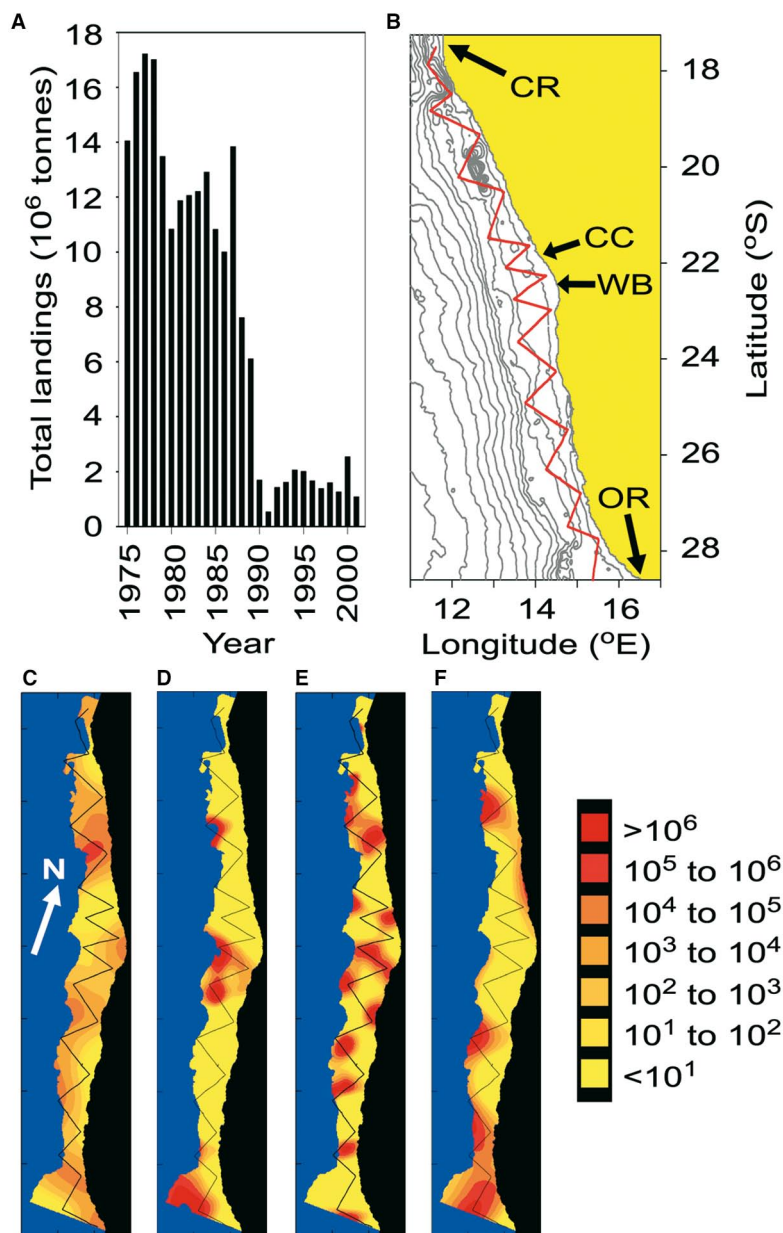 A
B
18
16
14
12
10
8
6
4
2
0
Total landings (10⁶ tonnes)
1975
1980
1985
1990
1995
2000
Year
CR
CC
WB
OR
18
20
22
24
26
28
Latitude (ºS)
12
14
16
Longitude (ºE)
C
D
E
F
N
>10⁶
10⁵ to 10⁶
10⁴ to 10⁵
10³ to 10⁴
10² to 10³
10¹ to 10²
<10¹